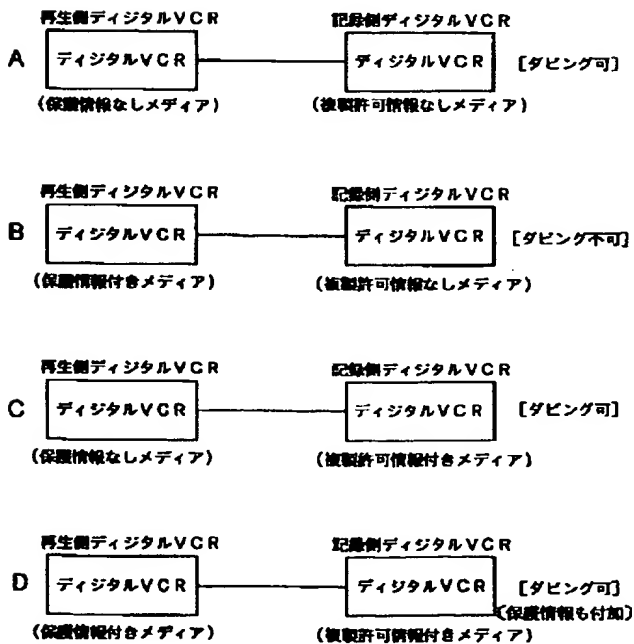 再生側ディジタルVCR 記録側ディジタルVCR
A ディジタルVCR ディジタルVCR [ダビング可]
(保護情報なしメディア) (複製許可情報なしメディア)
再生側ディジタルVCR 記録側ディジタルVCR
B ディジタルVCR ディジタルVCR [ダビング不可]
(保護情報付きメディア) (複製許可情報なしメディア)
再生側ディジタルVCR 記録側ディジタルVCR
C ディジタルVCR ディジタルVCR [ダビング可]
(保護情報なしメディア) (複製許可情報付きメディア)
再生側ディジタルVCR 記録側ディジタルVCR
D ディジタルVCR ディジタルVCR [ダビング可]
(保護情報も付加)
(保護情報付きメディア) (複製許可情報付きメディア)